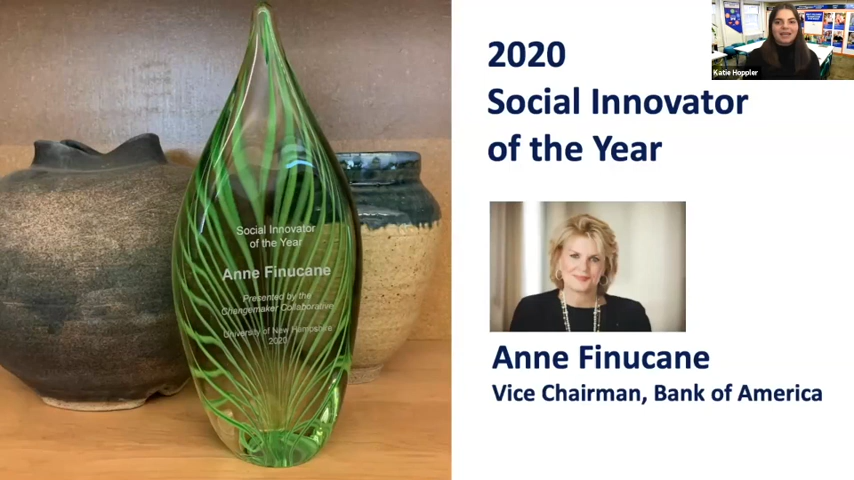 2020
Social Innovator
of the Year
Katie Hoppler
Social Innovator
of the Year
Anne Finucane
Presented by the
Changemaker Collaborative
University of New Hampshire
2020
Anne Finucane
Vice Chairman, Bank of America